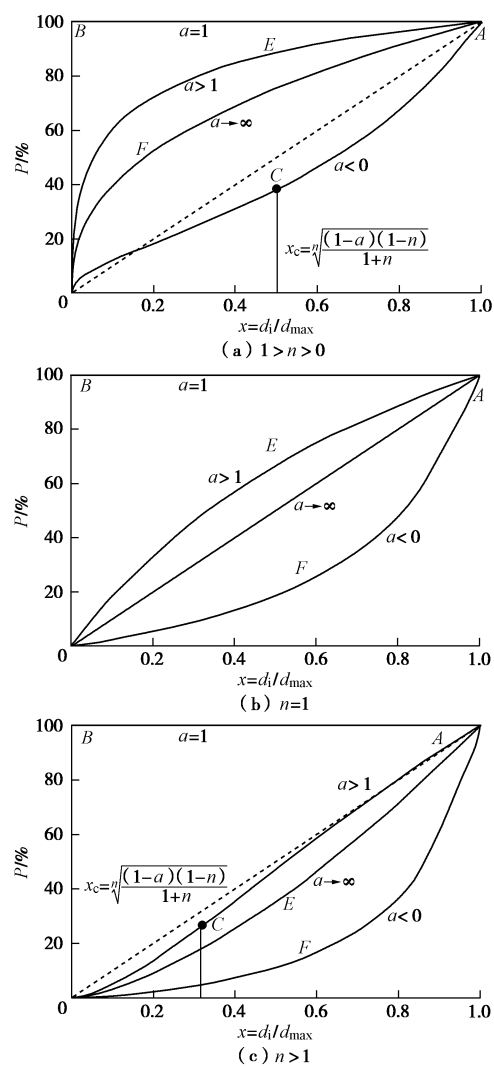 100
B
a=1
E
A
80
a>1
F
a→∞
60
P/%
C
a<0
40
x_c=ⁿ√((1−a)(1−n)/(1+n))
20
0
0.2
0.4
0.6
0.8
1.0
x=d_i/d_max
(a) 1>n>0
100
B
a=1
A
80
E
a>1
60
a→∞
P/%
a<0
40
F
20
0
0.2
0.4
0.6
0.8
1.0
x=d_i/d_max
(b) n=1
100
B
a=1
A
80
a>1
60
P/%
x_c=ⁿ√((1−a)(1−n)/(1+n))
a→∞
40
E
C
a<0
20
F
0
0.2
0.4
0.6
0.8
1.0
x=d_i/d_max
(c) n>1